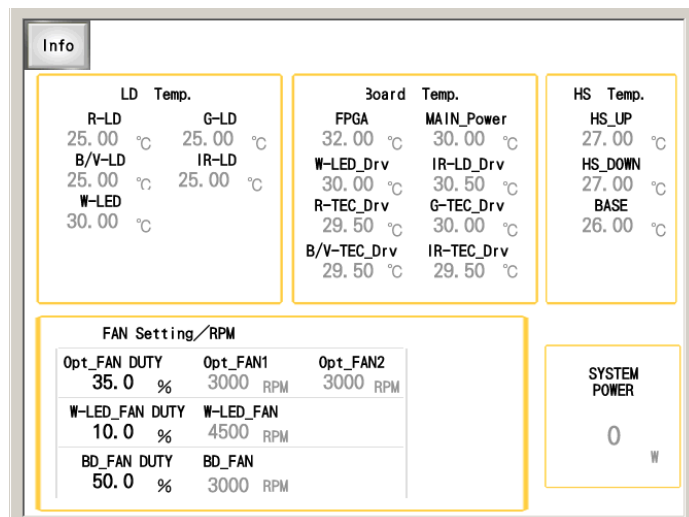 Info
LD Temp.
R-LD G-LD
25.00 ℃ 25.00 ℃
B/V-LD IR-LD
25.00 ℃ 25.00 ℃
W-LED
30.00 ℃
Board Temp.
FPGA MAIN_Power
32.00 ℃ 30.00 ℃
W-LED_Drv IR-LD_Drv
30.00 ℃ 30.50 ℃
R-TEC_Drv G-TEC_Drv
29.50 ℃ 30.00 ℃
B/V-TEC_Drv IR-TEC_Drv
29.50 ℃ 29.50 ℃
HS Temp.
HS_UP
27.00 ℃
HS_DOWN
27.00 ℃
BASE
26.00 ℃
FAN Setting／RPM
Opt_FAN DUTY Opt_FAN1 Opt_FAN2
35.0 % 3000 RPM 3000 RPM
W-LED_FAN DUTY W-LED_FAN
10.0 % 4500 RPM
BD_FAN DUTY BD_FAN
50.0 % 3000 RPM
SYSTEM
POWER
0
W